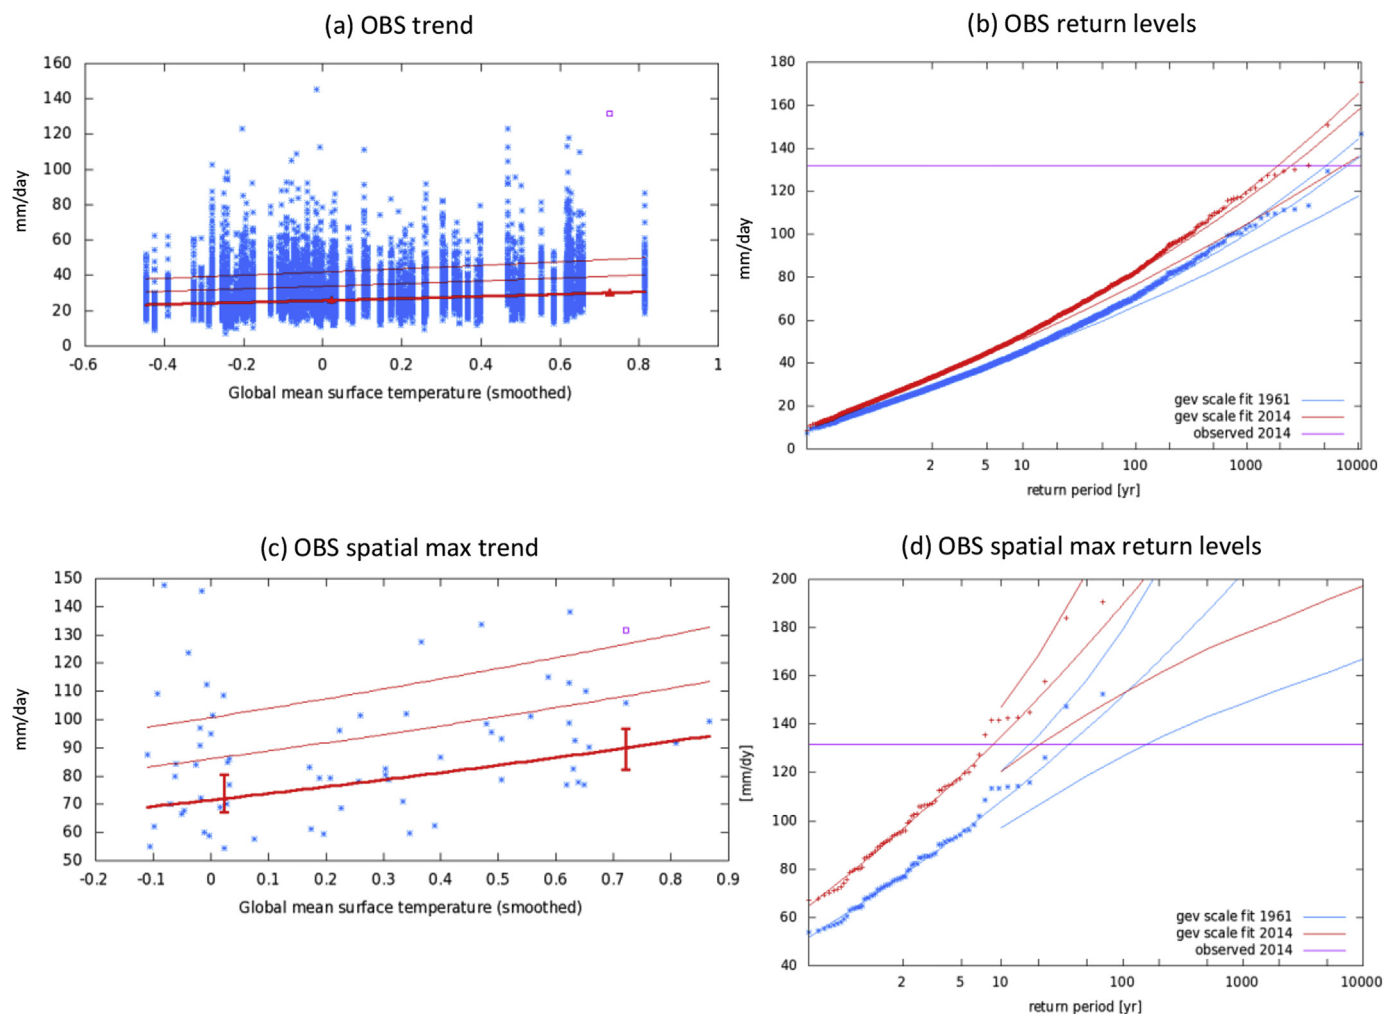 (a) OBS trend
160
140
120
100
80
60
40
20
0
mm/day
-0.6 -0.4 -0.2 0 0.2 0.4 0.6 0.8 1
Global mean surface temperature (smoothed)
(b) OBS return levels
180
160
140
120
100
80
60
40
20
0
mm/day
gev scale fit 1961
gev scale fit 2014
observed 2014
2 5 10 100 1000 10000
return period [yr]
(c) OBS spatial max trend
150
140
130
120
110
100
90
80
70
60
50
mm/day
-0.2 -0.1 0 0.1 0.2 0.3 0.4 0.5 0.6 0.7 0.8 0.9
Global mean surface temperature (smoothed)
(d) OBS spatial max return levels
200
180
160
140
120
100
80
60
40
[mm/dy]
gev scale fit 1961
gev scale fit 2014
observed 2014
2 5 10 100 1000 10000
return period [yr]